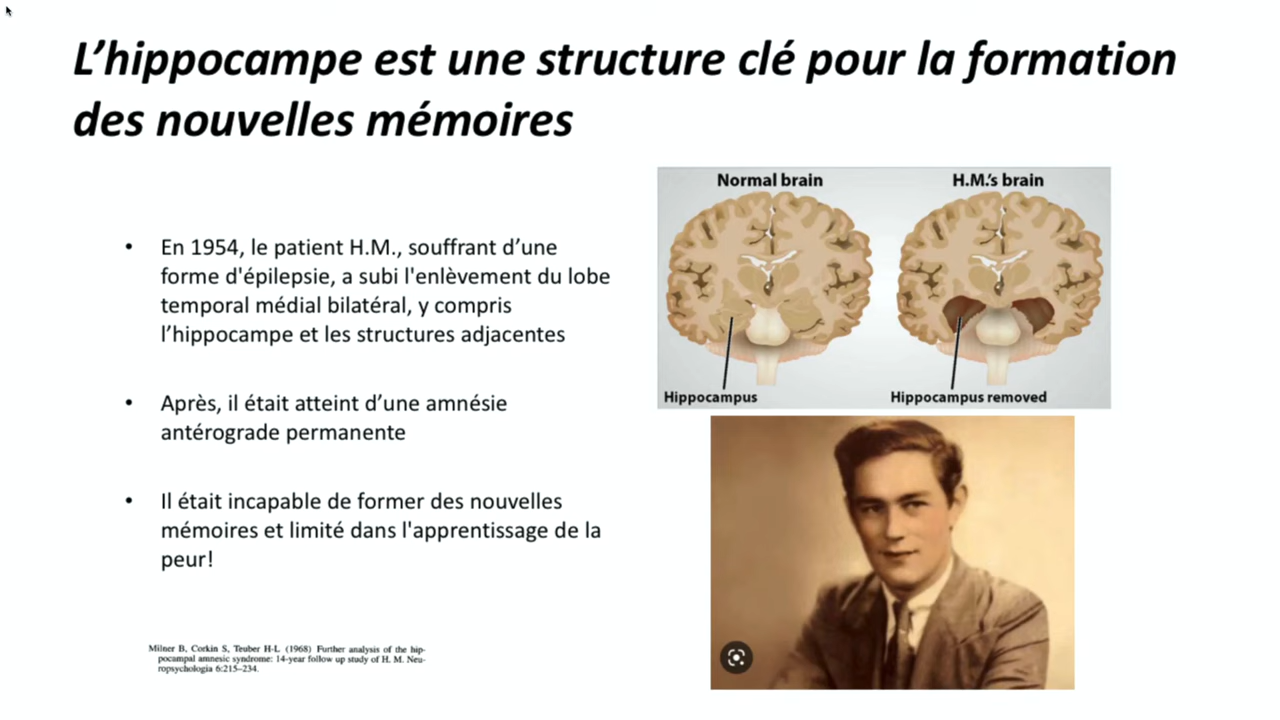 L’hippocampe est une structure clé pour la formation
des nouvelles mémoires
• En 1954, le patient H.M., souffrant d’une
forme d'épilepsie, a subi l'enlèvement du lobe
temporal médial bilatéral, y compris
l’hippocampe et les structures adjacentes
• Après, il était atteint d’une amnésie
antérograde permanente
• Il était incapable de former des nouvelles
mémoires et limité dans l'apprentissage de la
peur!
Milner B, Corkin S, Teuber H-L (1968) Further analysis of the hip-
pocampal amnesic syndrome: 14-year follow up study of H. M. Neu-
ropsychologia 6:215–234.
Normal brain
H.M.’s brain
Hippocampus
Hippocampus removed